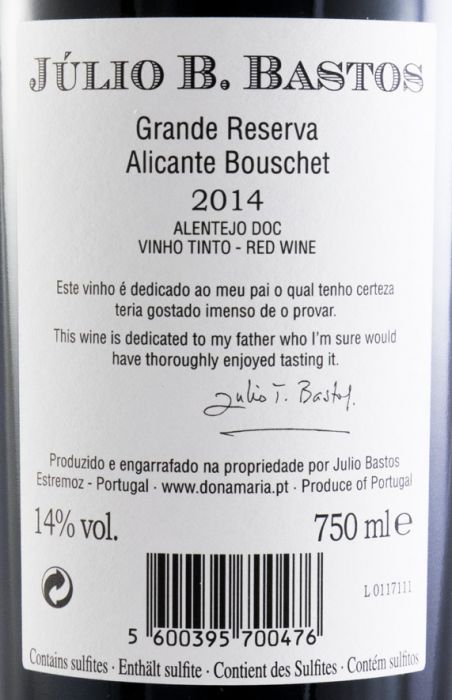 JÚLIO B. BASTOS
Grande Reserva
Alicante Bouschet
2014
ALENTEJO DOC
VINHO TINTO - RED WINE
Este vinho é dedicado ao meu pai o qual tenho certeza
teria gostado imenso de o provar.
This wine is dedicated to my father who I'm sure would
have thoroughly enjoyed tasting it.
Julio T. Bastos.
Produzido e engarrafado na propriedade por Julio Bastos
Estremoz - Portugal · www.donamaria.pt · Produce of Portugal
14% vol.
750 ml e
L 0117111
5 600395 700476
Contains sulfites · Enthält sulfite · Contient des Sulfites · Contém sulfitos